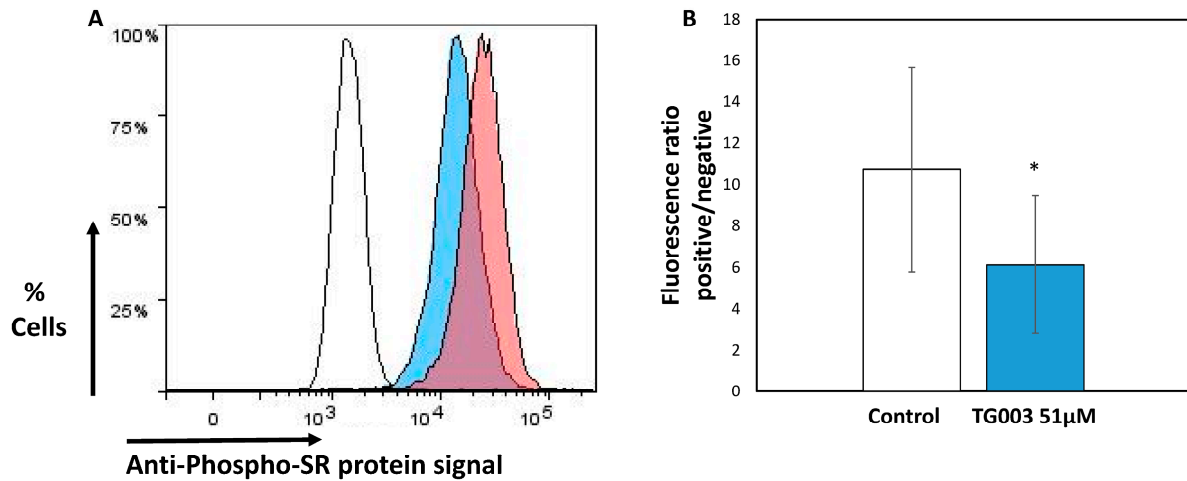 A
100%
75%
50%
25%
%
Cells
0 10³ 10⁴ 10⁵
Anti-Phospho-SR protein signal
B
Fluorescence ratio
positive/negative
18
16
14
12
10
8
6
4
2
0
*
Control TG003 51µM